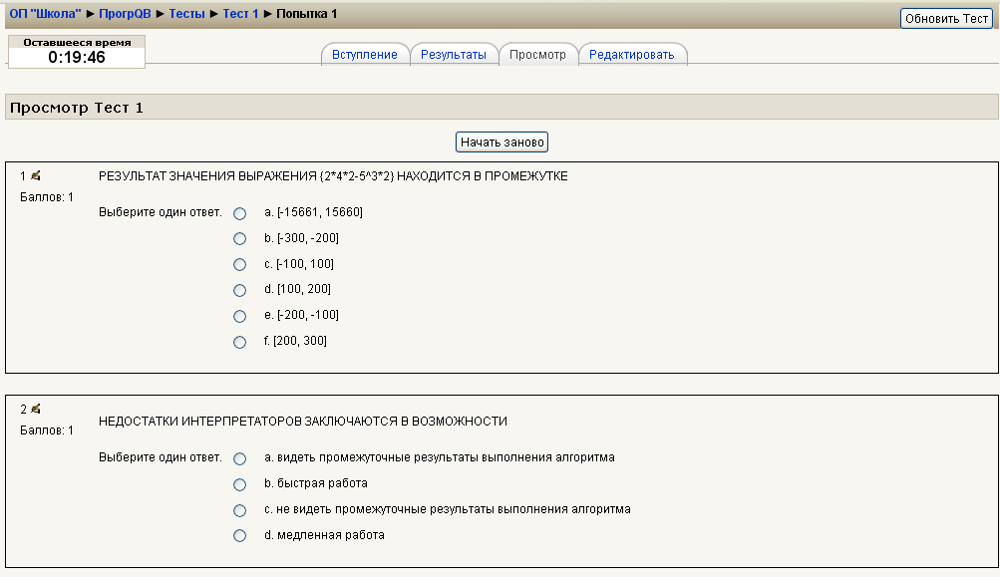 ОП "Школа" ► ПрогрQB ► Тесты ► Тест 1 ► Попытка 1
Обновить Тест
Оставшееся время
0:19:46
Вступление
Результаты
Просмотр
Редактировать
Просмотр Тест 1
Начать заново
1
РЕЗУЛЬТАТ ЗНАЧЕНИЯ ВЫРАЖЕНИЯ {2*4*2-5^3*2} НАХОДИТСЯ В ПРОМЕЖУТКЕ
Баллов: 1
Выберите один ответ.
a. [-15661, 15660]
b. [-300, -200]
c. [-100, 100]
d. [100, 200]
e. [-200, -100]
f. [200, 300]
2
НЕДОСТАТКИ ИНТЕРПРЕТАТОРОВ ЗАКЛЮЧАЮТСЯ В ВОЗМОЖНОСТИ
Баллов: 1
Выберите один ответ.
a. видеть промежуточные результаты выполнения алгоритма
b. быстрая работа
c. не видеть промежуточные результаты выполнения алгоритма
d. медленная работа